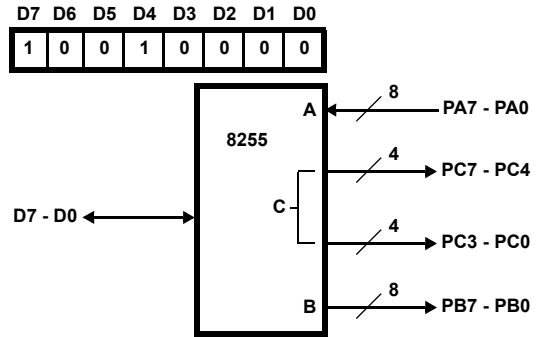 D7 D6 D5 D4 D3 D2 D1 D0
1 0 0 1 0 0 0 0
8
A PA7 - PA0
8255
4
PC7 - PC4
C
D7 - D0
4
PC3 - PC0
8
B PB7 - PB0